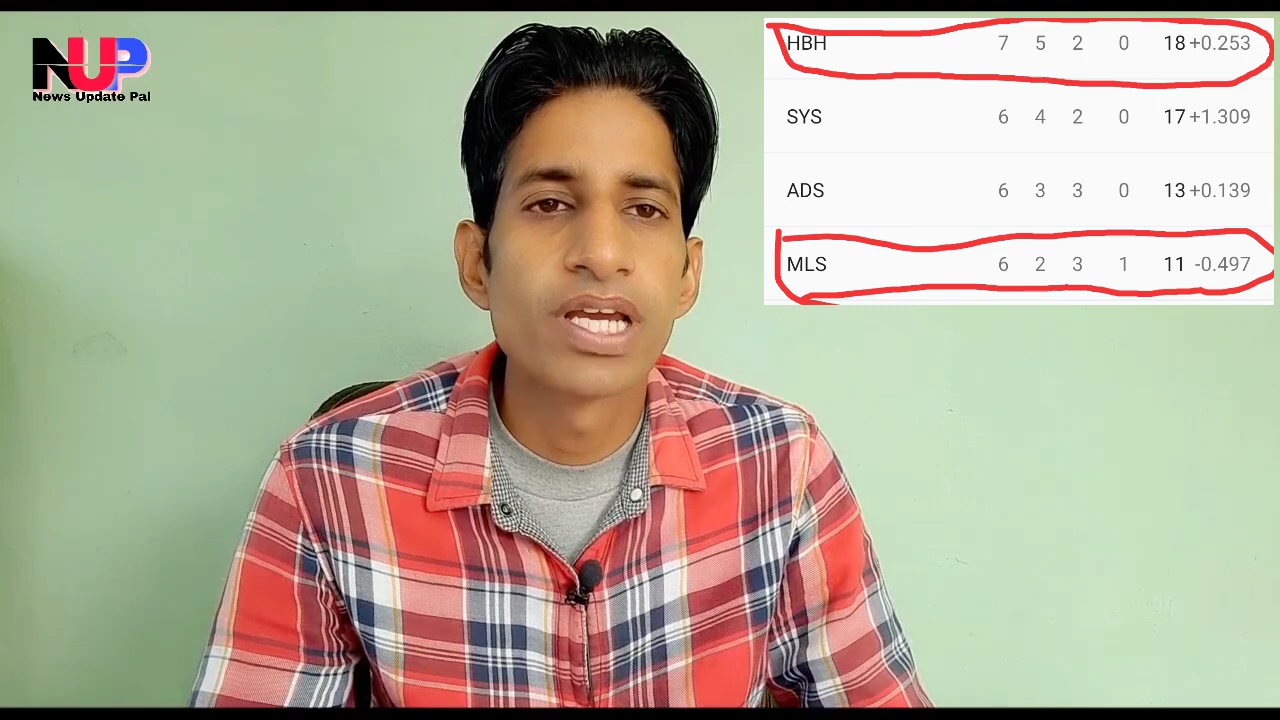 NUP
News Update Pal
HBH 7 5 2 0 18 +0.253
SYS 6 4 2 0 17 +1.309
ADS 6 3 3 0 13 +0.139
MLS 6 2 3 1 11 -0.497